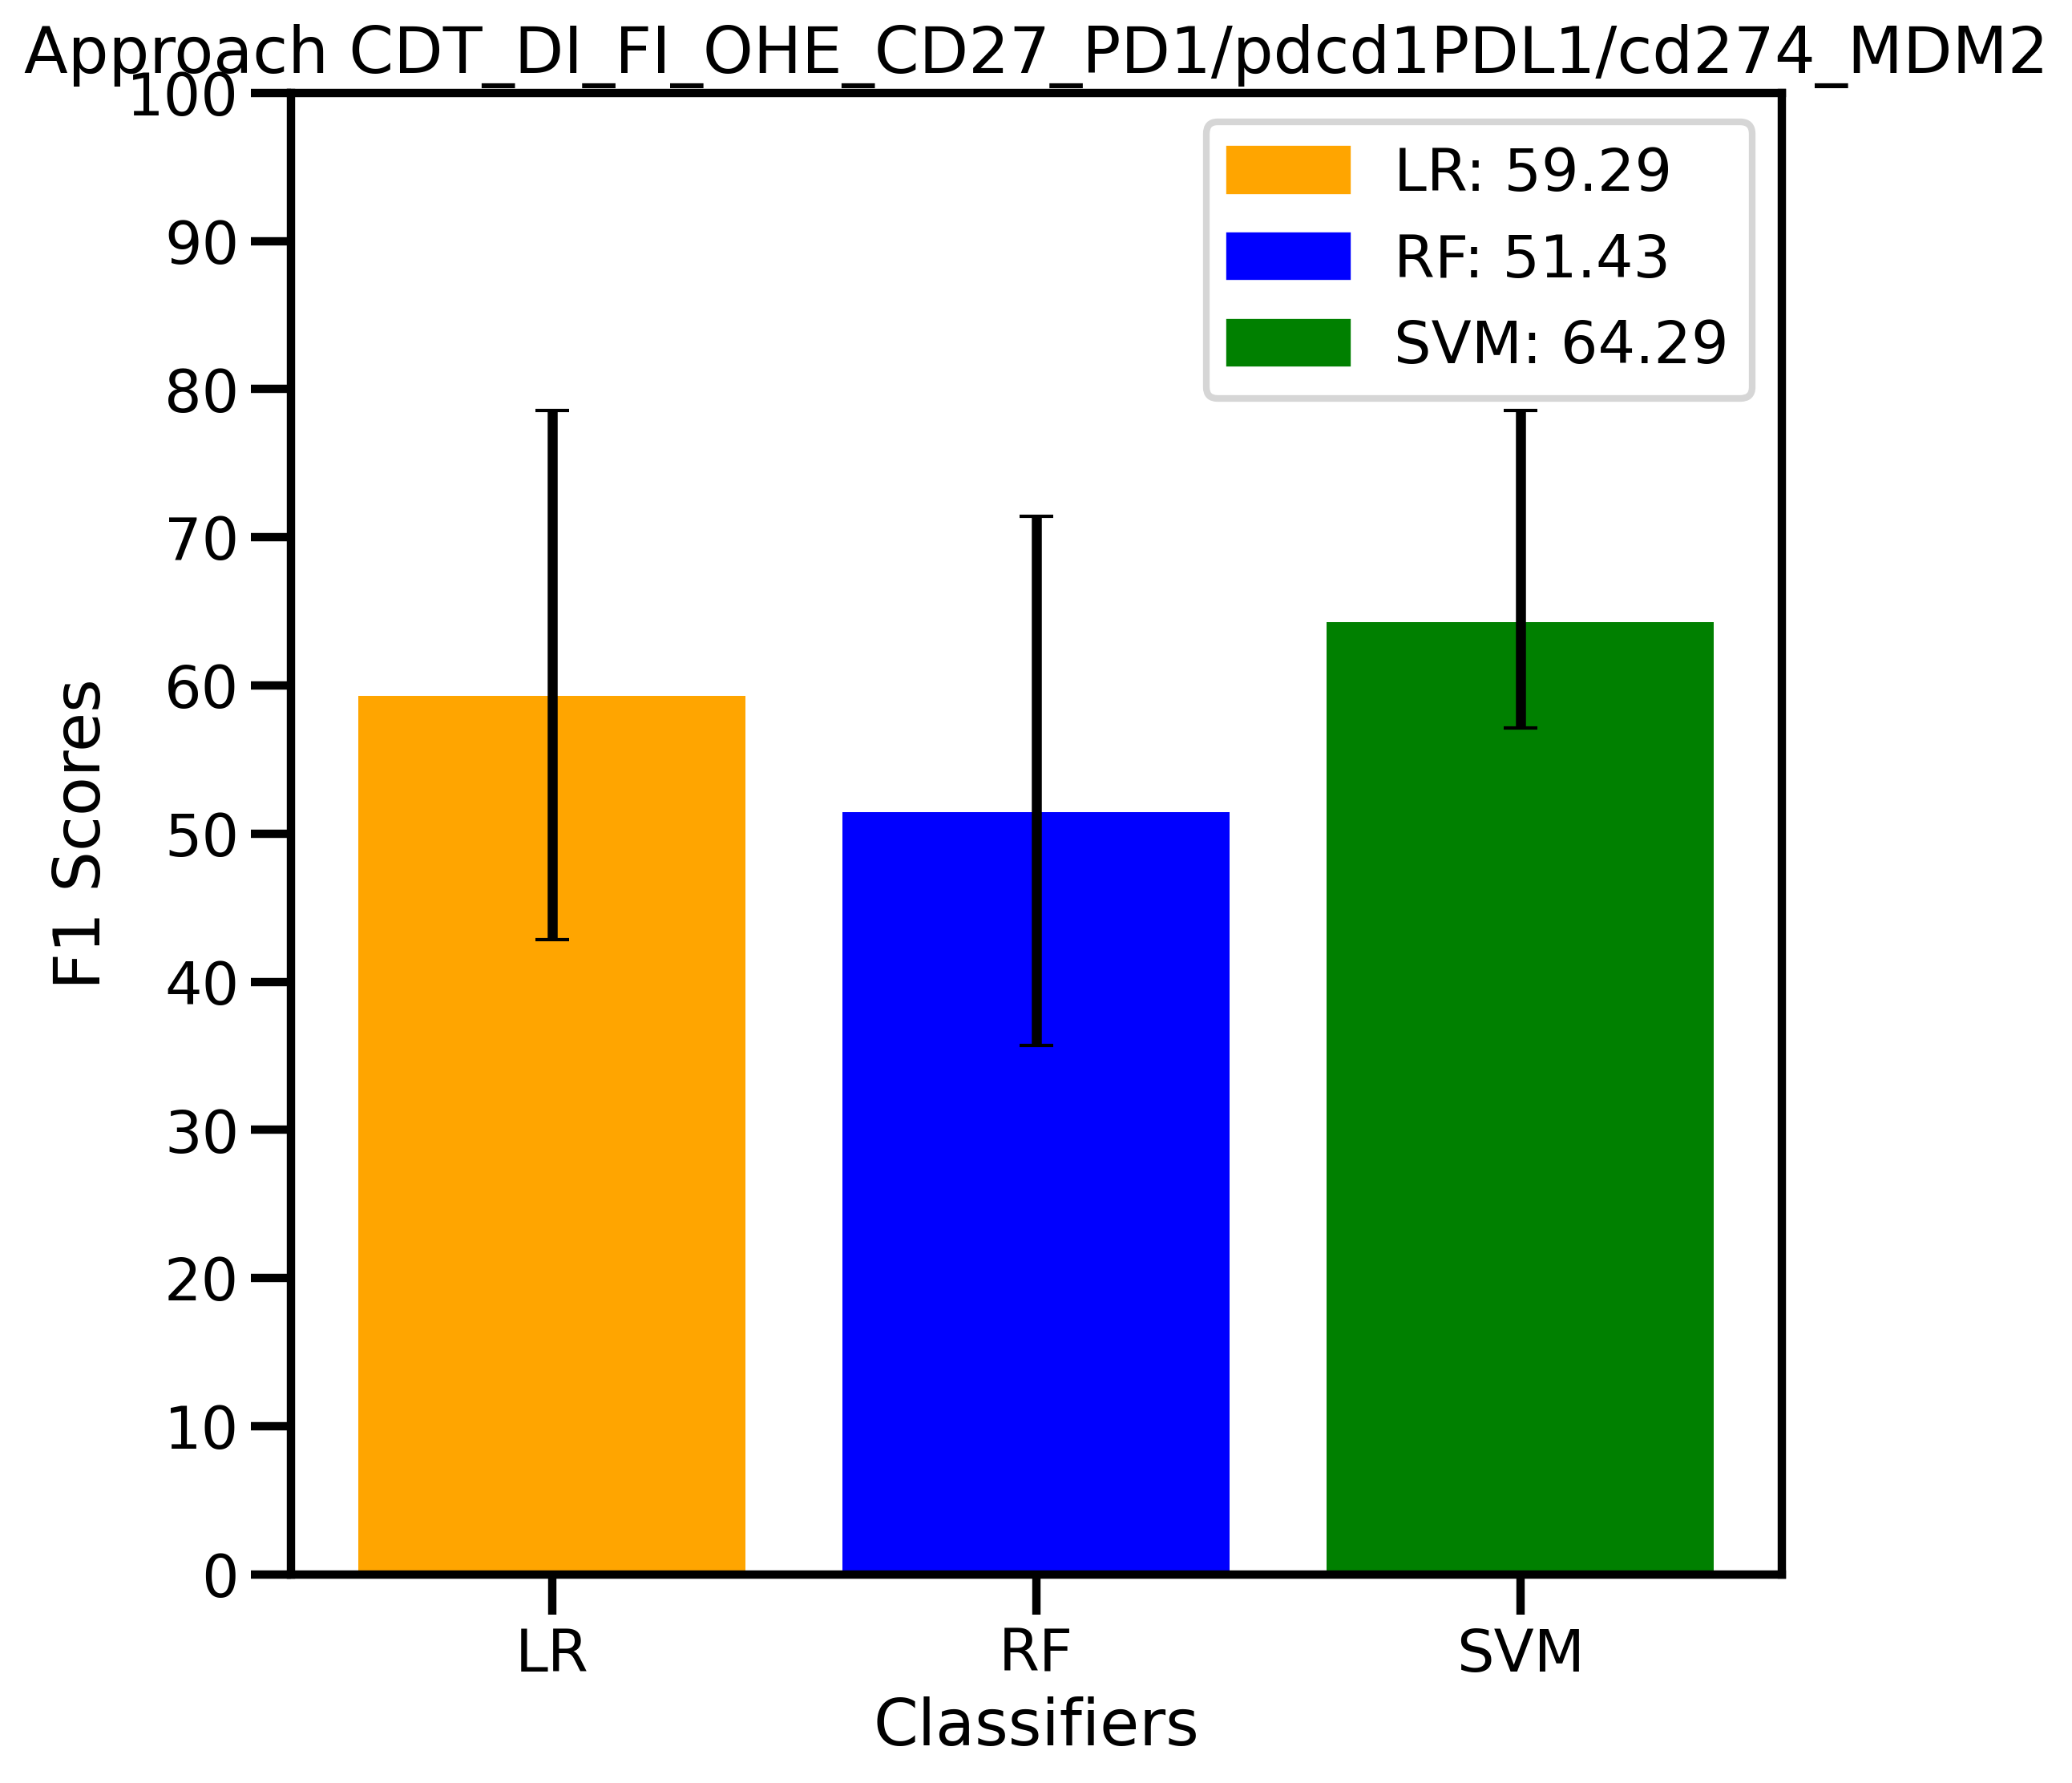 Approach CDT_DI_FI_OHE_CD27_PD1/pdcd1PDL1/cd274_MDM2
100
90
80
70
60
50
40
30
20
10
0
F1 Scores
LR: 59.29
RF: 51.43
SVM: 64.29
LR RF SVM
Classifiers